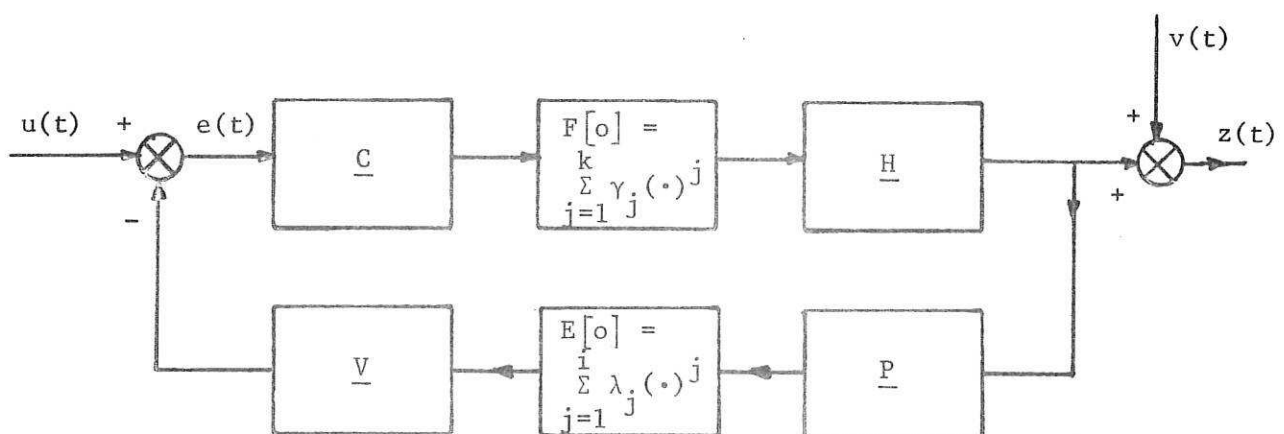 v(t)
u(t)
+
e(t)
C
F[o] =
k
Σ γj(·)j
j=1
H
+
z(t)
+
-
V
E[o] =
i
Σ λj(·)j
j=1
P